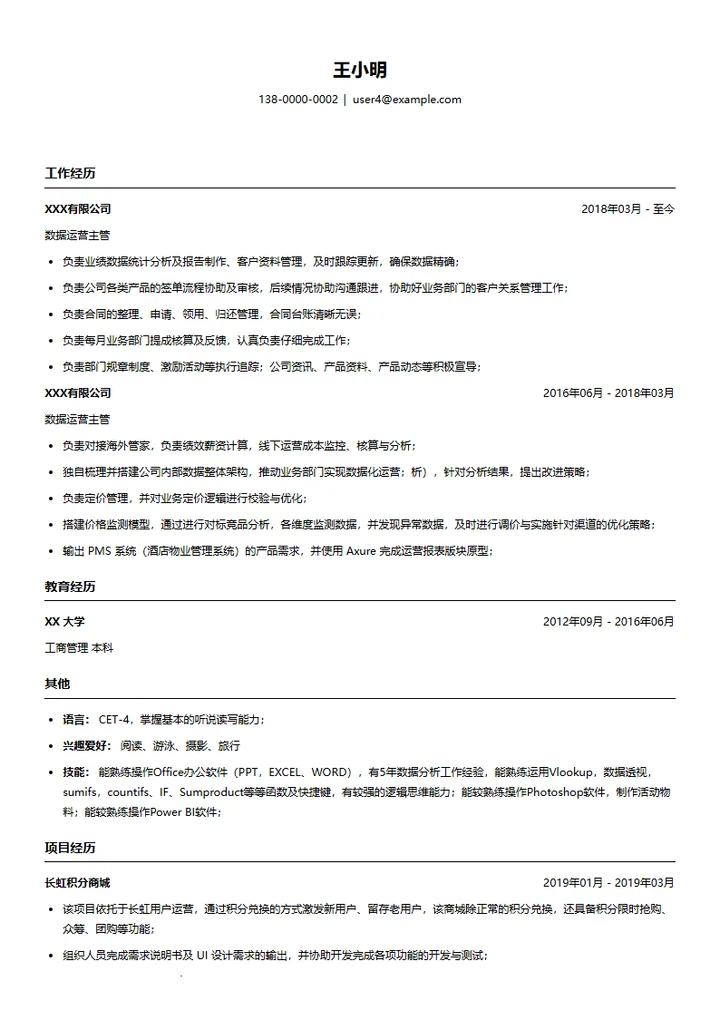 王小明
138-0000-0002 | user4@example.com
工作经历
XXX有限公司 2018年03月 - 至今
数据运营主管
• 负责业绩数据统计分析及报告制作、客户资料管理，及时跟踪更新，确保数据精确；
• 负责公司各类产品的签单流程协助及审核，后续情况协助沟通跟进，协助好业务部门的客户关系管理工作；
• 负责合同的整理、申请、领用、归还管理，合同台账清晰无误；
• 负责每月业务部门提成核算及反馈，认真负责仔细完成工作；
• 负责部门规章制度、激励活动等执行追踪；公司资讯、产品资料、产品动态等积极宣导；
XXX有限公司 2016年06月 - 2018年03月
数据运营主管
• 负责对接海外管家，负责绩效薪资计算，线下运营成本监控、核算与分析；
• 独自梳理并搭建公司内部数据整体架构，推动业务部门实现数据化运营；析），针对分析结果，提出改进策略；
• 负责定价管理，并对业务定价逻辑进行校验与优化；
• 搭建价格监测模型，通过进行对标竞品分析，各维度监测数据，并发现异常数据，及时进行调价与实施针对渠道的优化策略；
• 输出 PMS 系统（酒店物业管理系统）的产品需求，并使用 Axure 完成运营报表版块原型；
教育经历
XX 大学 2012年09月 - 2016年06月
工商管理 本科
其他
• 语言： CET-4，掌握基本的听说读写能力；
• 兴趣爱好： 阅读、游泳、摄影、旅行
• 技能： 能熟练操作Office办公软件（PPT，EXCEL、WORD），有5年数据分析工作经验，能熟练运用Vlookup，数据透视，
sumifs，countifs、IF、Sumproduct等等函数及快捷键，有较强的逻辑思维能力；能较熟练操作Photoshop软件，制作活动物
料；能较熟练操作Power BI软件；
项目经历
长虹积分商城 2019年01月 - 2019年03月
• 该项目依托于长虹用户运营，通过积分兑换的方式激发新用户、留存老用户，该商城除正常的积分兑换，还具备积分限时抢购、
众筹、团购等功能；
• 组织人员完成需求说明书及 UI 设计需求的输出，并协助开发完成各项功能的开发与测试；